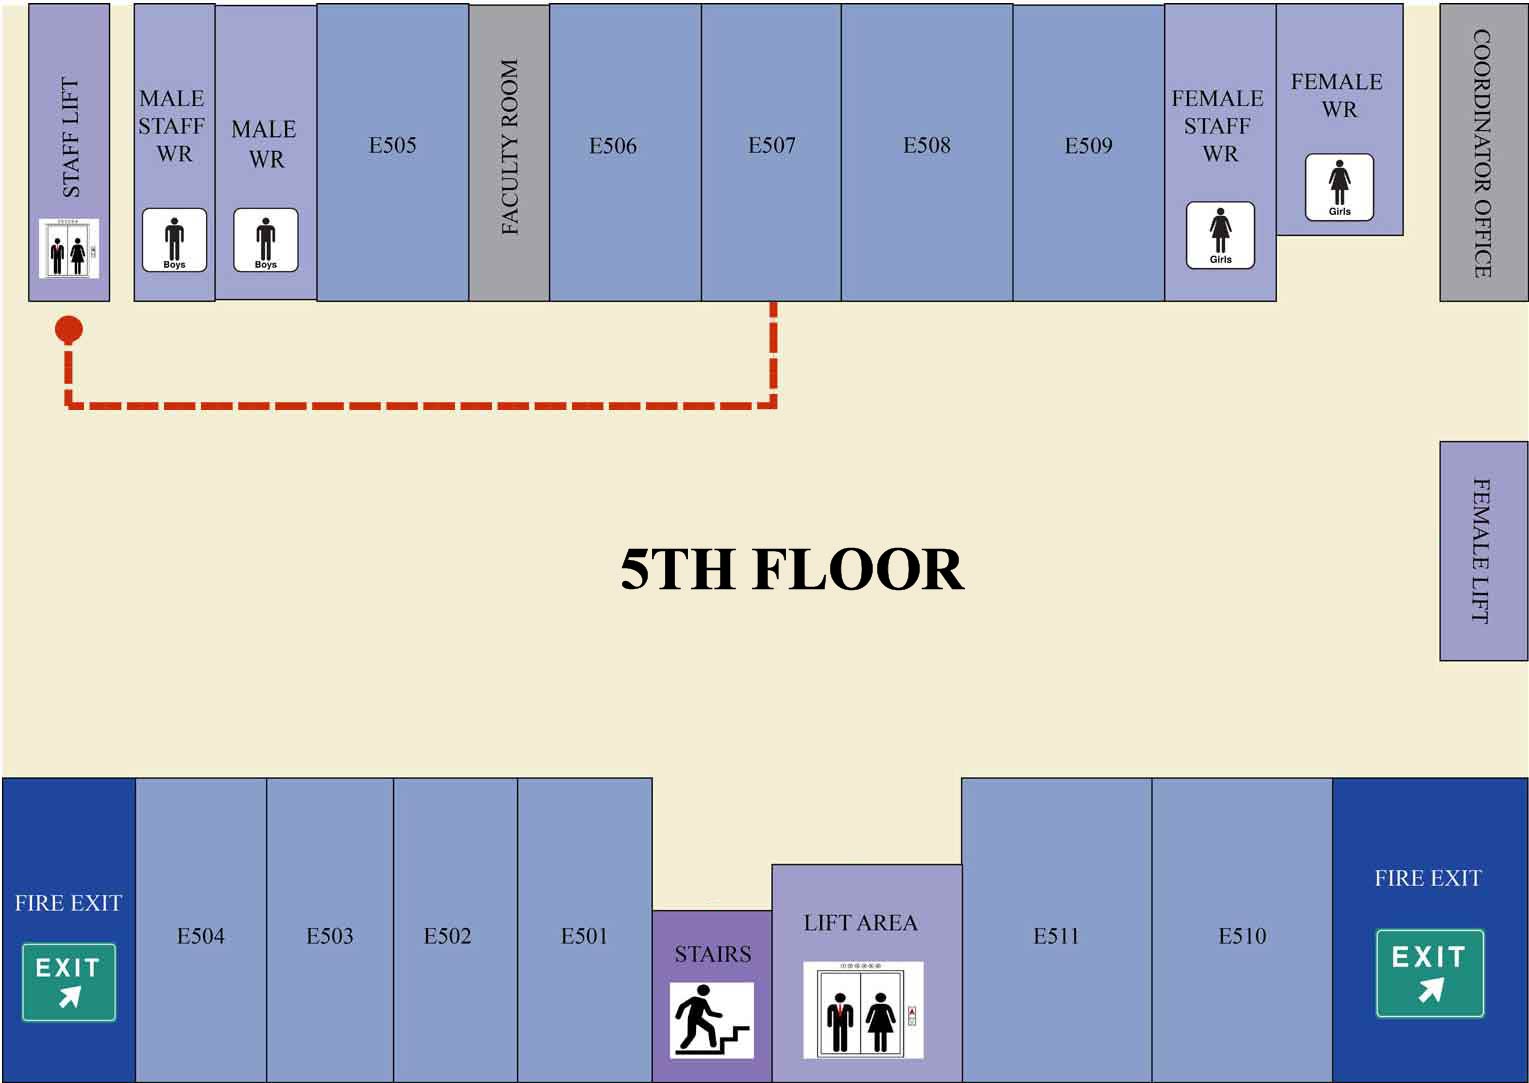 STAFF LIFT
MALE
STAFF
WR
Boys
MALE
WR
Boys
E505
FACULTY ROOM
E506
E507
E508
E509
FEMALE
STAFF
WR
Girls
FEMALE
WR
Girls
COORDINATOR OFFICE
5TH FLOOR
FEMALE LIFT
FIRE EXIT
EXIT
E504
E503
E502
E501
STAIRS
LIFT AREA
E511
E510
FIRE EXIT
EXIT